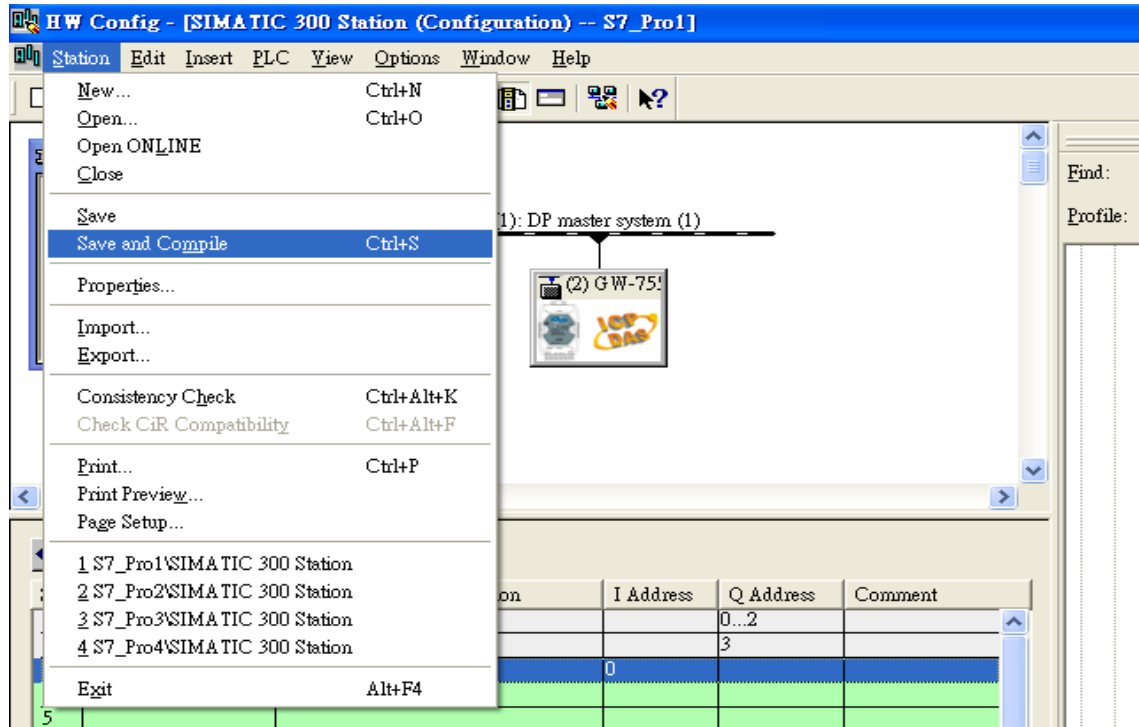 HW Config - [SIMATIC 300 Station (Configuration) -- S7_Pro1]
Station Edit Insert PLC View Options Window Help
New... Ctrl+N
Open... Ctrl+O
Open ONLINE
Close
Save
Save and Compile Ctrl+S
Properties...
Import...
Export...
Consistency Check Ctrl+Alt+K
Check CiR Compatibility Ctrl+Alt+F
Print... Ctrl+P
Print Preview...
Page Setup...
1 S7_Pro1\SIMATIC 300 Station
2 S7_Pro2\SIMATIC 300 Station
3 S7_Pro3\SIMATIC 300 Station
4 S7_Pro4\SIMATIC 300 Station
Exit Alt+F4
(1): DP master system (1)
(2) GW-755
ICP
DAS
Find:
Profile:
on I Address Q Address Comment
0...2
3
0
5